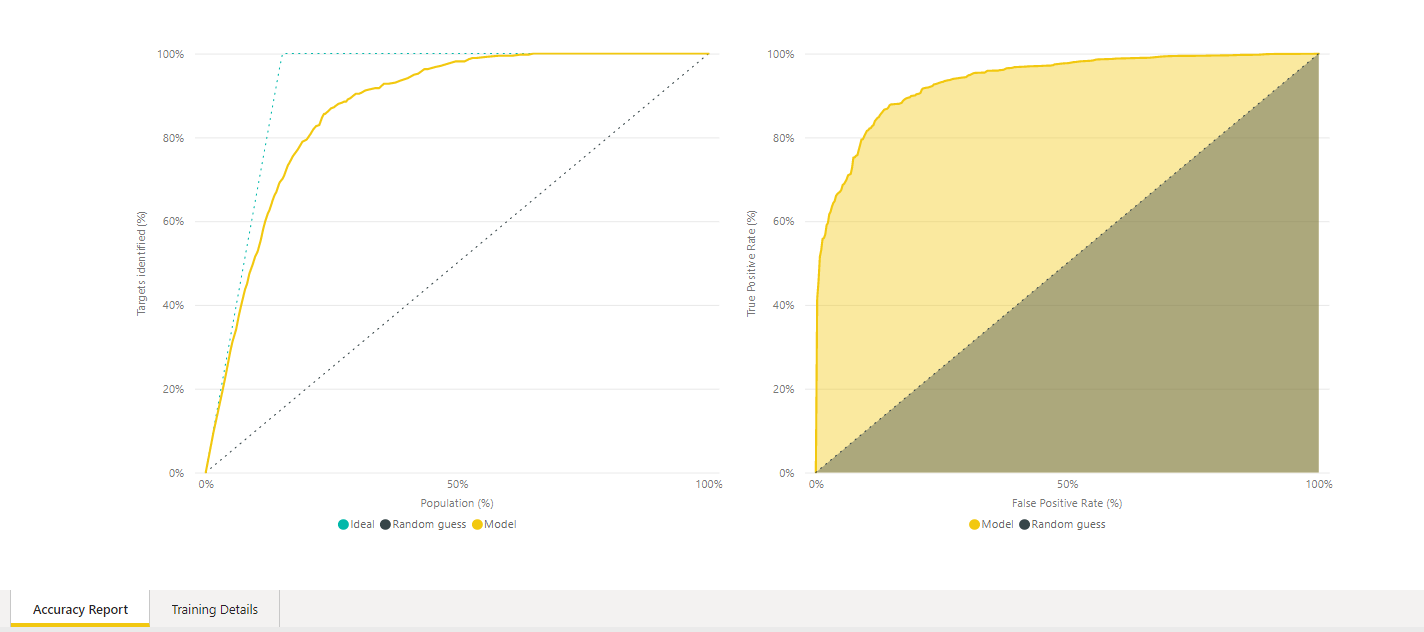 100%
80%
60%
40%
20%
0%
Targets identified (%)
0% 50% 100%
Population (%)
Ideal Random guess Model
100%
80%
60%
40%
20%
0%
True Positive Rate (%)
0% 50% 100%
False Positive Rate (%)
Model Random guess
Accuracy Report Training Details